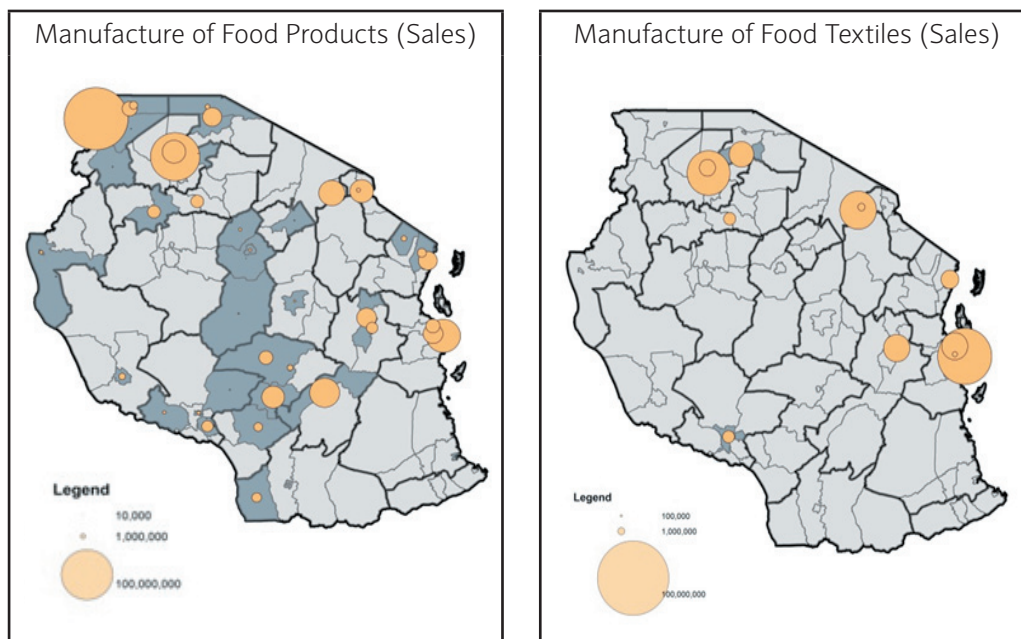 Manufacture of Food Products (Sales)
Legend
10,000
1,000,000
100,000,000
Manufacture of Food Textiles (Sales)
Legend
100,000
1,000,000
100,000,000